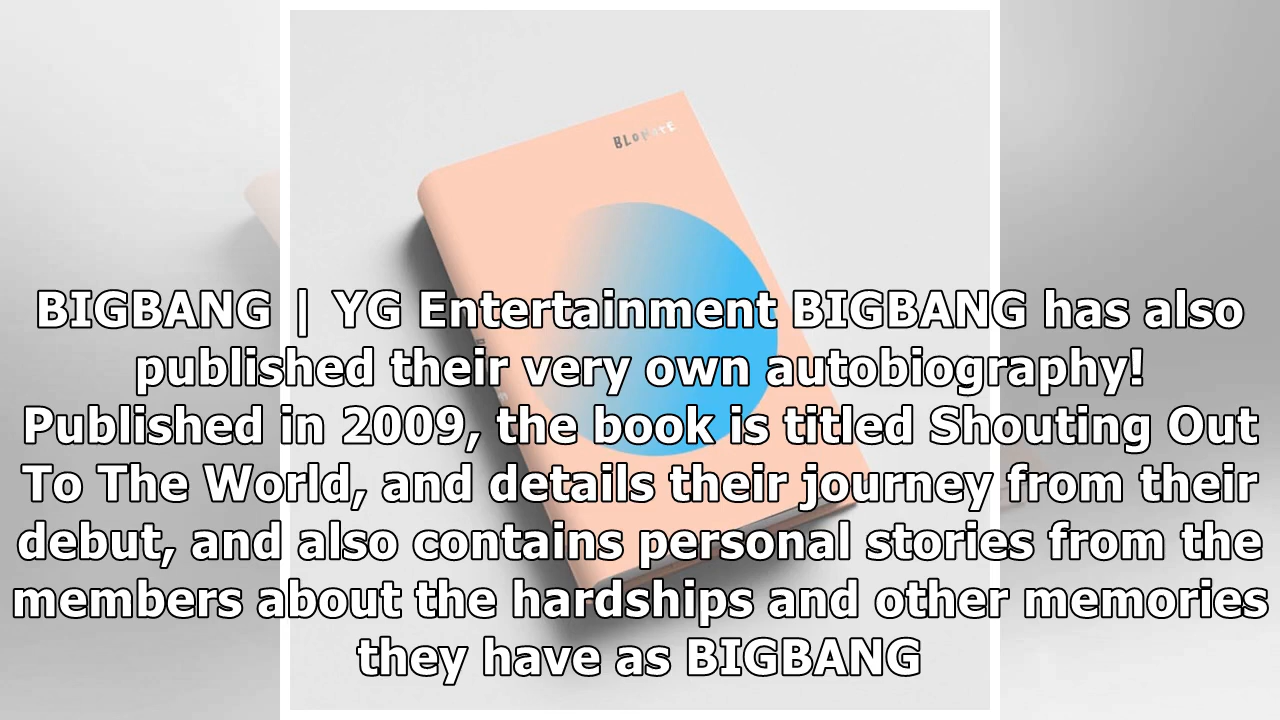 BLONOTE
BIGBANG | YG Entertainment BIGBANG has also
published their very own autobiography!
Published in 2009, the book is titled Shouting Out
To The World, and details their journey from their
debut, and also contains personal stories from the
members about the hardships and other memories
they have as BIGBANG